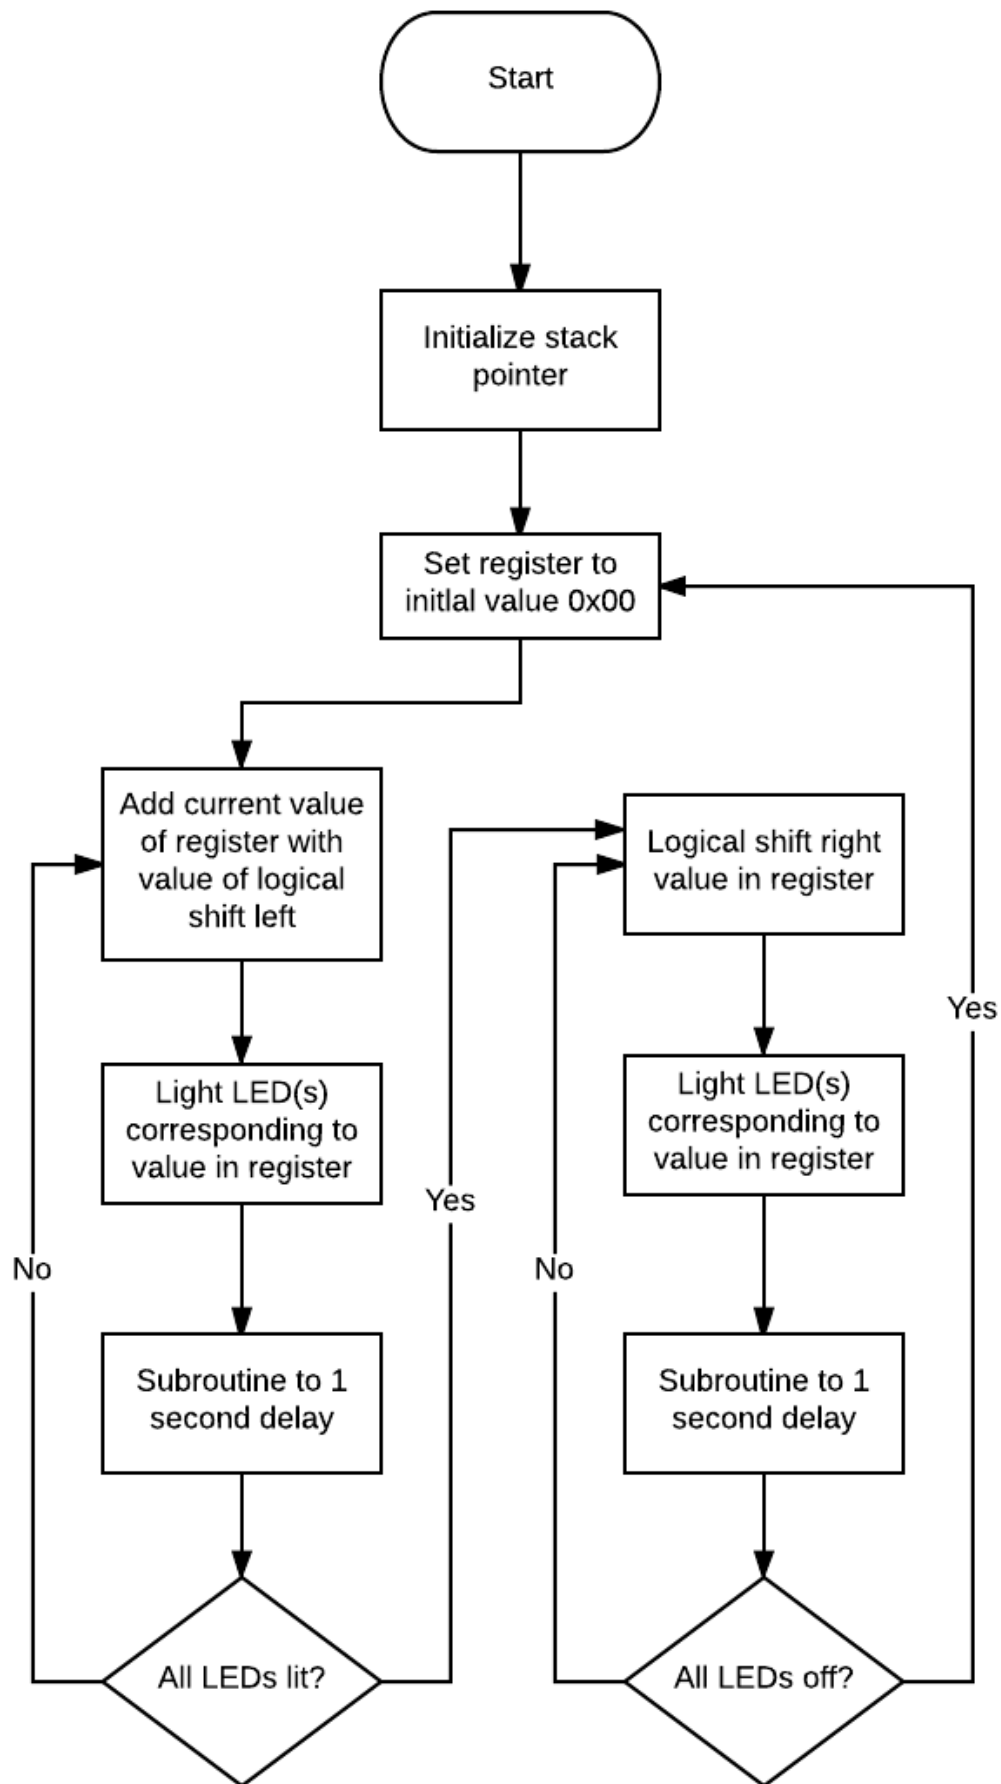 Start
Initialize stack
pointer
Set register to
initlal value 0x00
Add current value
of register with
value of logical
shift left
Light LED(s)
corresponding to
value in register
Subroutine to 1
second delay
All LEDs lit?
No
Yes
Logical shift right
value in register
Light LED(s)
corresponding to
value in register
Subroutine to 1
second delay
All LEDs off?
No
Yes